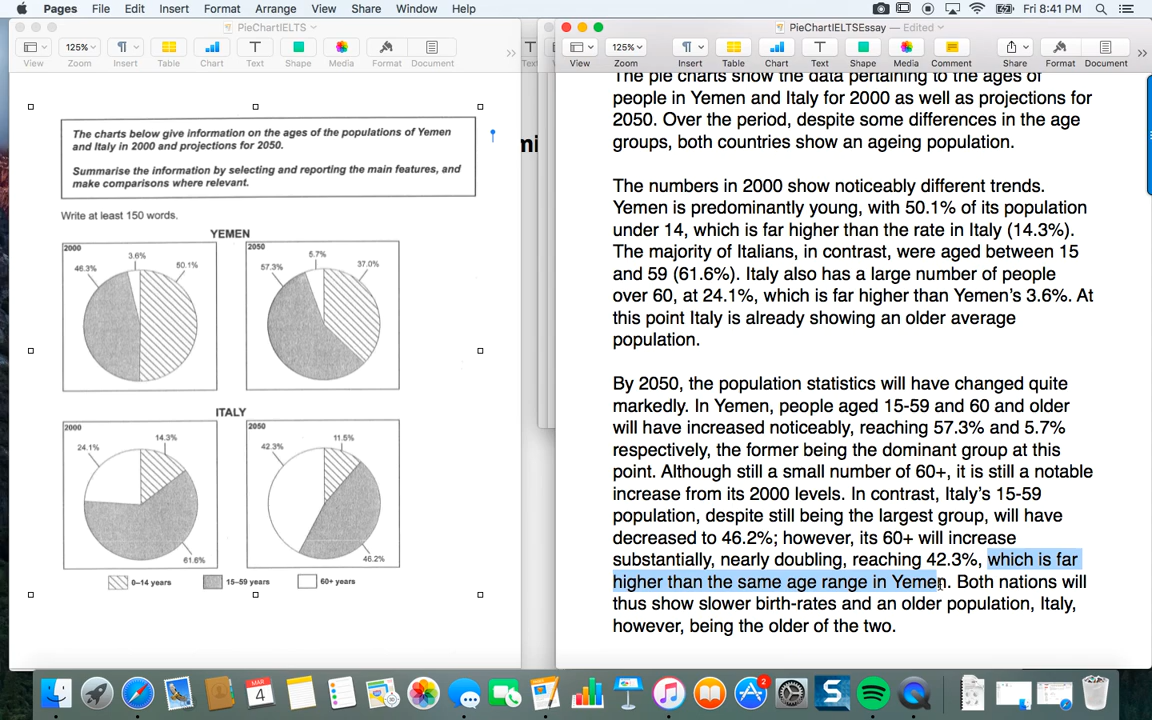 Pages File Edit Insert Format Arrange View Share Window Help
Fri 8:41 PM
PieChartIELTS
125%
View Zoom Insert Table Chart Text Shape Media Format Document
PieChartIELTSEssay — Edited
125%
View Zoom Insert Table Chart Text Shape Media Comment Share Format Document
The charts below give information on the ages of the populations of Yemen
and Italy in 2000 and projections for 2050.
Summarise the information by selecting and reporting the main features, and
make comparisons where relevant.
Write at least 150 words.
YEMEN
2000
3.6%
46.3%
50.1%
2050
5.7%
57.3%
37.0%
ITALY
2000
14.3%
24.1%
61.6%
2050
11.5%
42.3%
46.2%
0–14 years
15–59 years
60+ years
mi
The pie charts show the data pertaining to the ages of
people in Yemen and Italy for 2000 as well as projections for
2050. Over the period, despite some differences in the age
groups, both countries show an ageing population.
The numbers in 2000 show noticeably different trends.
Yemen is predominantly young, with 50.1% of its population
under 14, which is far higher than the rate in Italy (14.3%).
The majority of Italians, in contrast, were aged between 15
and 59 (61.6%). Italy also has a large number of people
over 60, at 24.1%, which is far higher than Yemen's 3.6%. At
this point Italy is already showing an older average
population.
By 2050, the population statistics will have changed quite
markedly. In Yemen, people aged 15-59 and 60 and older
will have increased noticeably, reaching 57.3% and 5.7%
respectively, the former being the dominant group at this
point. Although still a small number of 60+, it is still a notable
increase from its 2000 levels. In contrast, Italy's 15-59
population, despite still being the largest group, will have
decreased to 46.2%; however, its 60+ will increase
substantially, nearly doubling, reaching 42.3%, which is far
higher than the same age range in Yemen. Both nations will
thus show slower birth-rates and an older population, Italy,
however, being the older of the two.
MAR
4
2